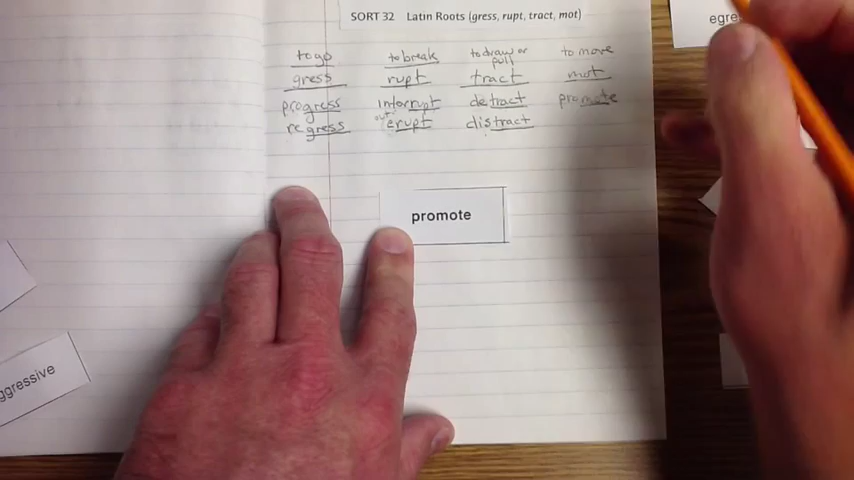 SORT 32 Latin Roots (gress, rupt, tract, mot)
egre
to go to break to draw or pull to move
gress rupt tract mot
progress interrupt detract promote
regress out erupt distract
promote
ggressive